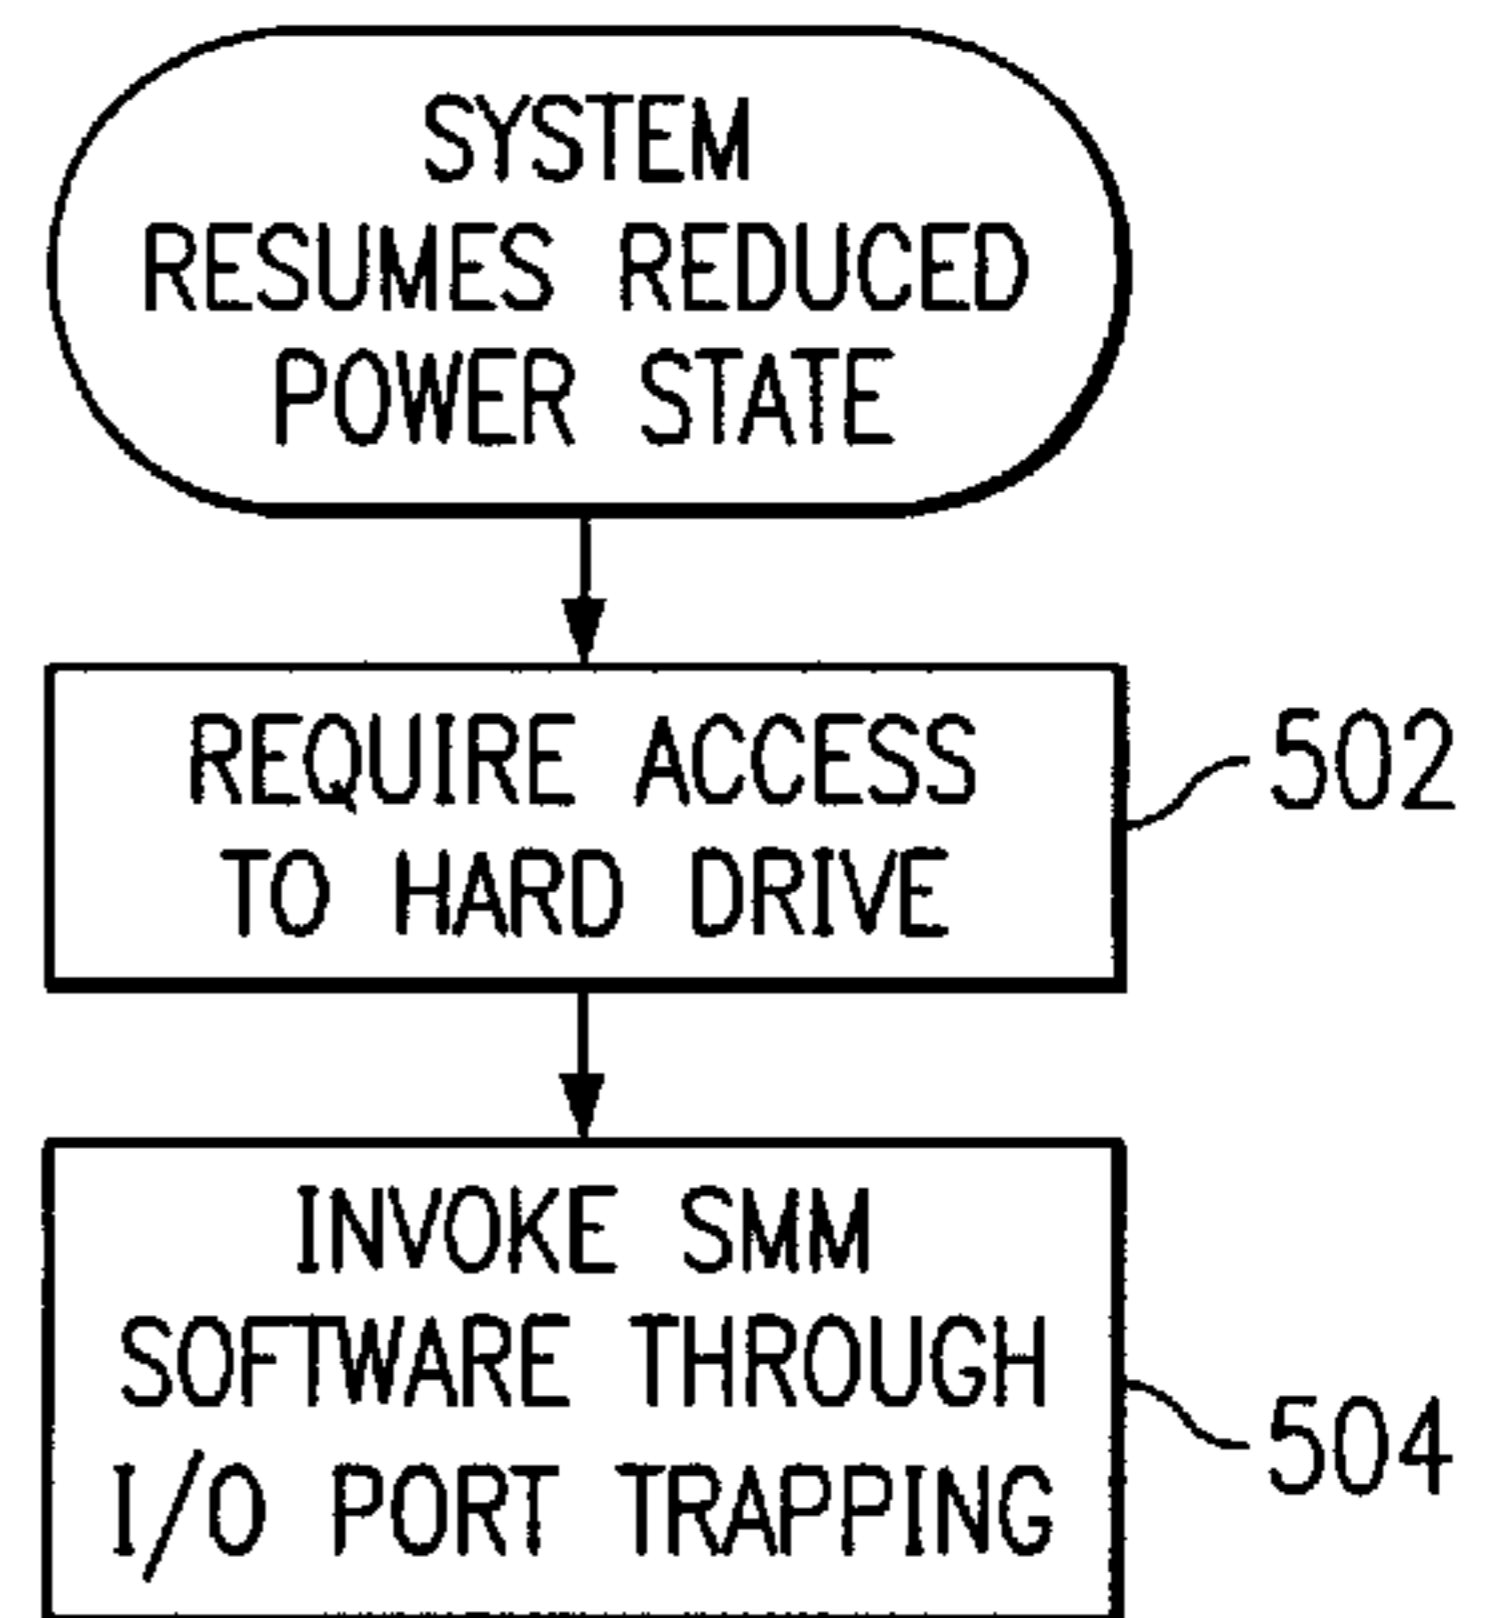 SYSTEM
RESUMES REDUCED
POWER STATE
REQUIRE ACCESS
TO HARD DRIVE
502
INVOKE SMM
SOFTWARE THROUGH
I/O PORT TRAPPING
504